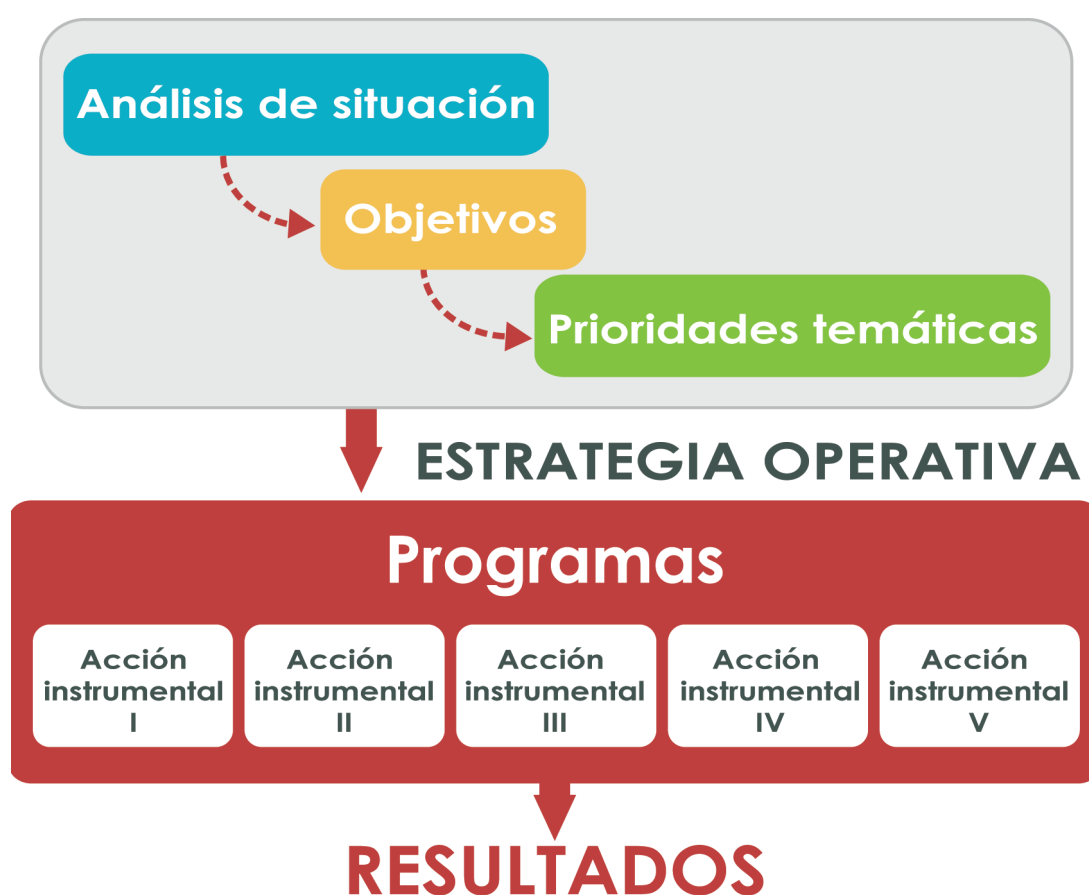 Análisis de situación
Objetivos
Prioridades temáticas
ESTRATEGIA OPERATIVA
Programas
Acción
instrumental
I
Acción
instrumental
II
Acción
instrumental
III
Acción
instrumental
IV
Acción
instrumental
V
RESULTADOS